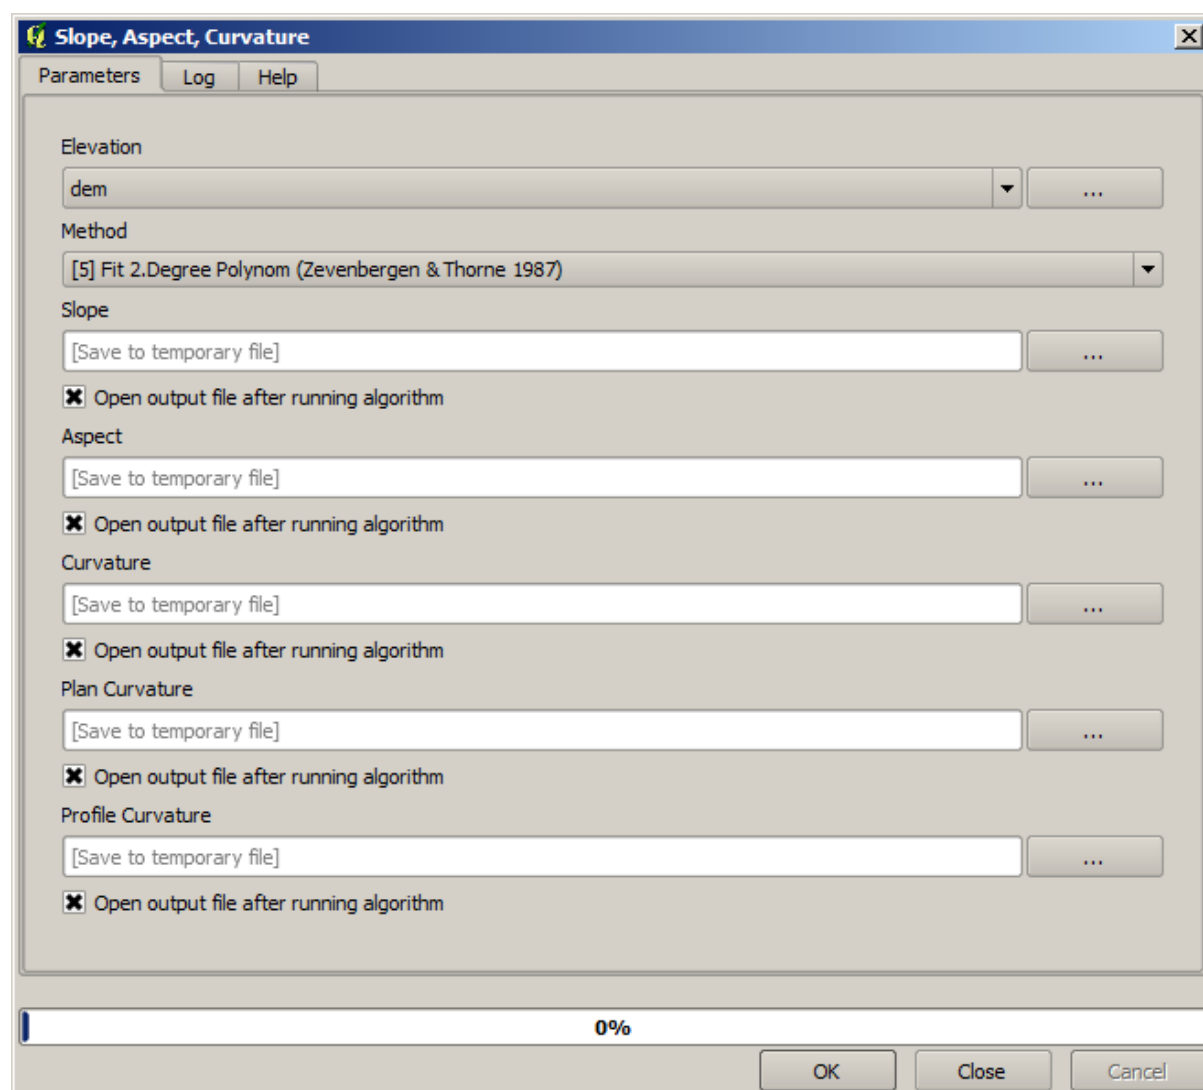 Slope, Aspect, Curvature
Parameters Log Help
Elevation
dem ...
Method
[5] Fit 2.Degree Polynom (Zevenbergen & Thorne 1987)
Slope
[Save to temporary file] ...
Open output file after running algorithm
Aspect
[Save to temporary file] ...
Open output file after running algorithm
Curvature
[Save to temporary file] ...
Open output file after running algorithm
Plan Curvature
[Save to temporary file] ...
Open output file after running algorithm
Profile Curvature
[Save to temporary file] ...
Open output file after running algorithm
0%
OK Close Cancel